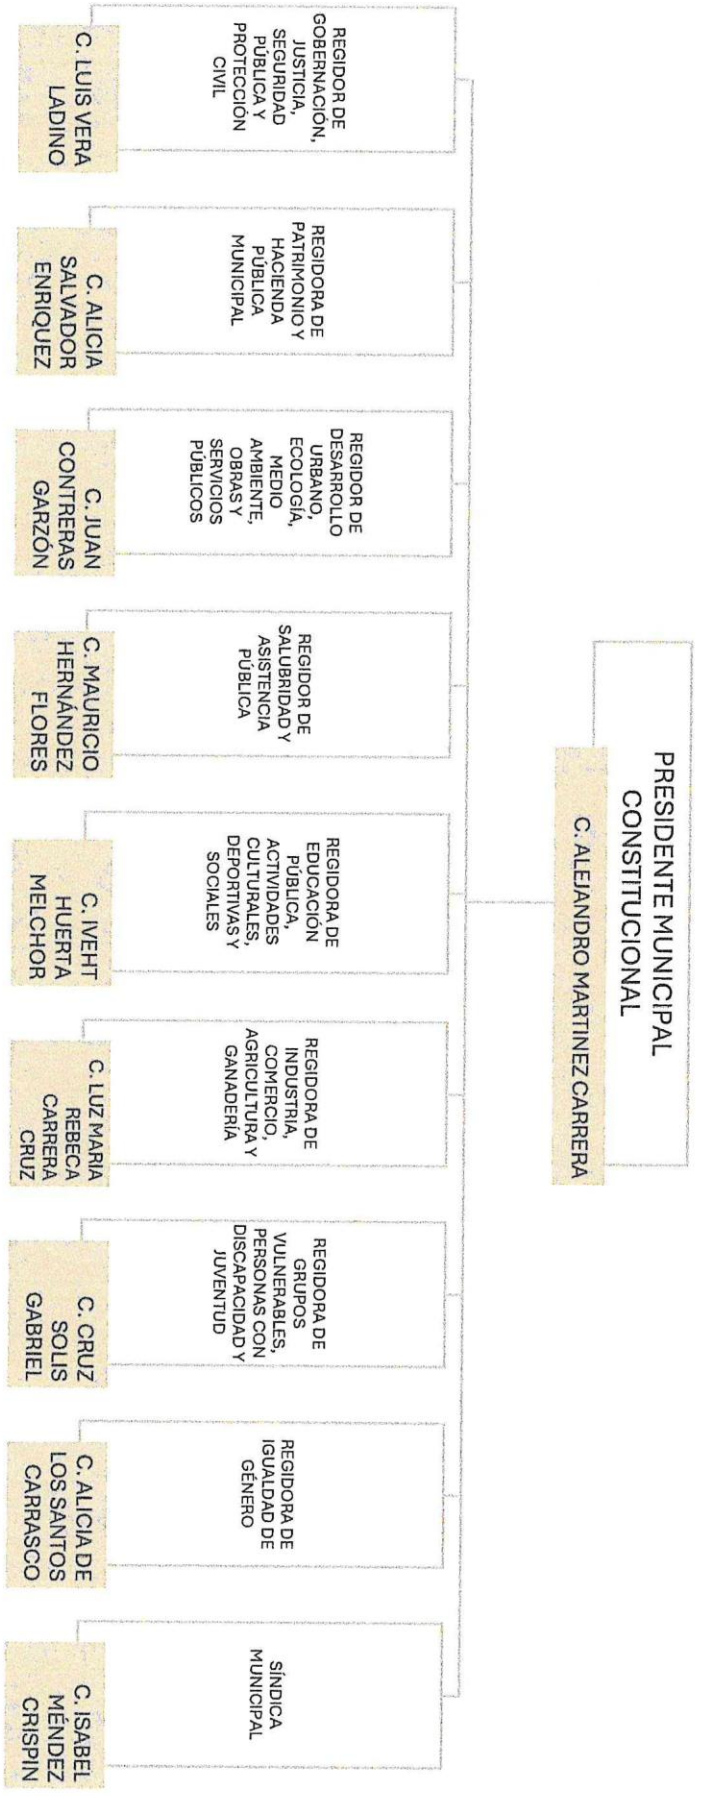 PRESIDENTE MUNICIPAL
CONSTITUCIONAL
C. ALEJANDRO MARTINEZ CARRERA
REGIDOR DE
GOBERNACIÓN,
JUSTICIA,
SEGURIDAD
PÚBLICA Y
PROTECCIÓN
CIVIL
C. LUIS VERA
LADINO
REGIDORA DE
PATRIMONIO Y
HACIENDA
PÚBLICA
MUNICIPAL
C. ALICIA
SALVADOR
ENRIQUEZ
REGIDOR DE
DESARROLLO
URBANO,
ECOLOGÍA,
MEDIO
AMBIENTE,
OBRAS Y
SERVICIOS
PÚBLICOS
C. JUAN
CONTRERAS
GARZÓN
REGIDOR DE
SALUBRIDAD Y
ASISTENCIA
PÚBLICA
C. MAURICIO
HERNÁNDEZ
FLORES
REGIDORA DE
EDUCACIÓN
PÚBLICA,
ACTIVIDADES
CULTURALES,
DEPORTIVAS Y
SOCIALES
C. IVEHT
HUERTA
MELCHOR
REGIDORA DE
INDUSTRIA,
COMERCIO,
AGRICULTURA Y
GANADERÍA
C. LUZ MARIA
REBECA
CARRERA
CRUZ
REGIDORA DE
GRUPOS
VULNERABLES,
PERSONAS CON
DISCAPACIDAD Y
JUVENTUD
C. CRUZ
SOLIS
GABRIEL
REGIDORA DE
IGUALDAD DE
GÉNERO
C. ALICIA DE
LOS SANTOS
CARRASCO
SÍNDICA
MUNICIPAL
C. ISABEL
MÉNDEZ
CRISPIN